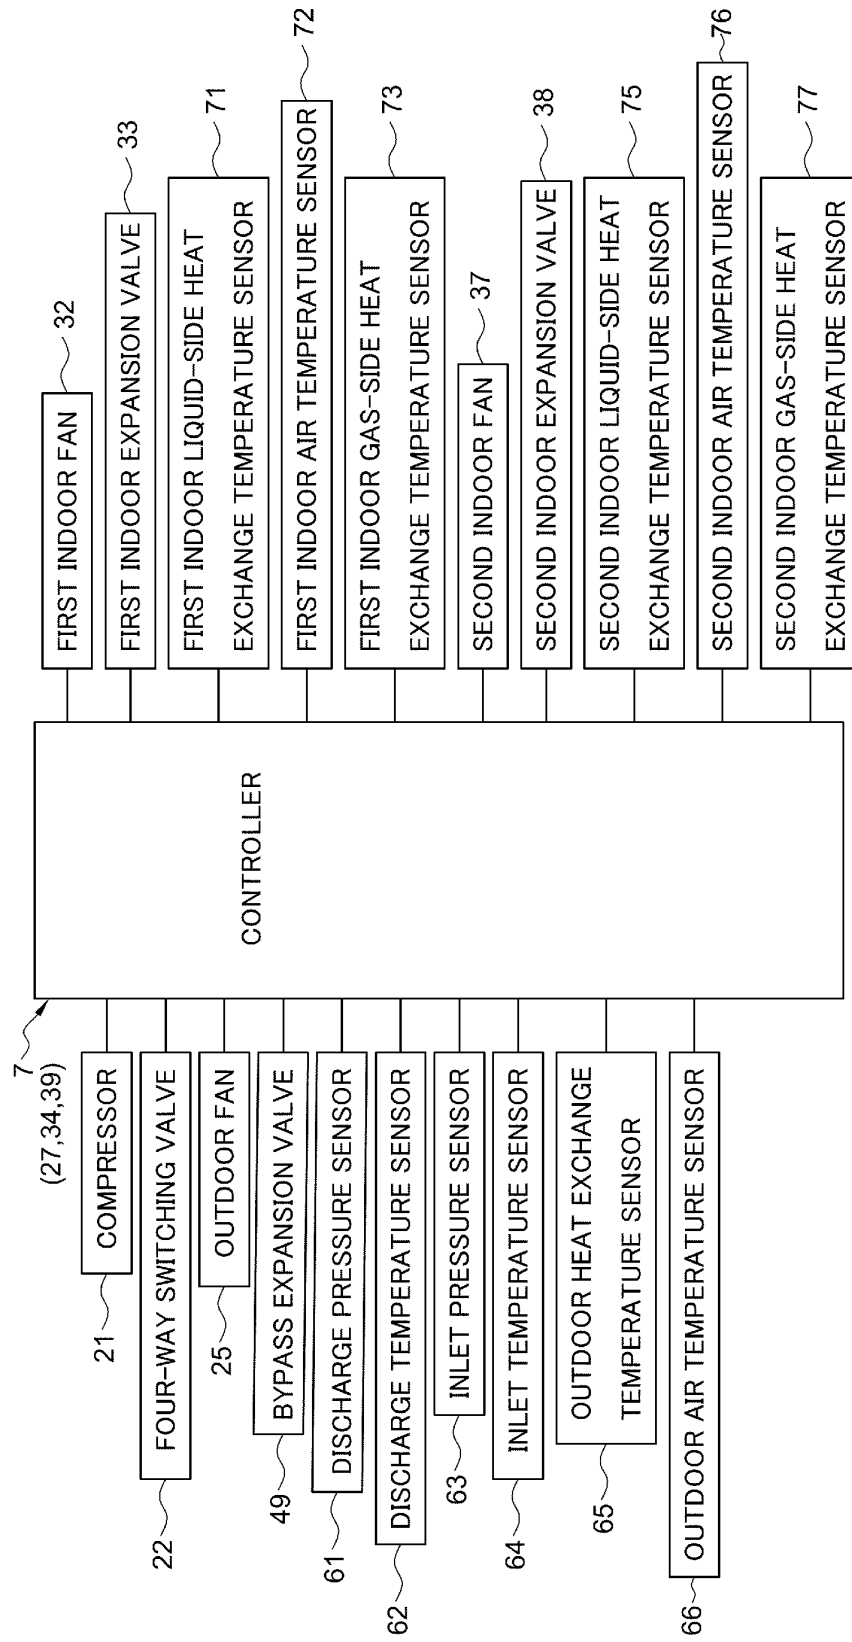 7
(27,34,39)
CONTROLLER
COMPRESSOR
21
FOUR-WAY SWITCHING VALVE
22
OUTDOOR FAN
25
BYPASS EXPANSION VALVE
49
DISCHARGE PRESSURE SENSOR
61
DISCHARGE TEMPERATURE SENSOR
62
INLET PRESSURE SENSOR
63
INLET TEMPERATURE SENSOR
64
OUTDOOR HEAT EXCHANGE
TEMPERATURE SENSOR
65
OUTDOOR AIR TEMPERATURE SENSOR
66
FIRST INDOOR FAN
32
FIRST INDOOR EXPANSION VALVE
33
FIRST INDOOR LIQUID-SIDE HEAT
EXCHANGE TEMPERATURE SENSOR
71
FIRST INDOOR AIR TEMPERATURE SENSOR
72
FIRST INDOOR GAS-SIDE HEAT
EXCHANGE TEMPERATURE SENSOR
73
SECOND INDOOR FAN
37
SECOND INDOOR EXPANSION VALVE
38
SECOND INDOOR LIQUID-SIDE HEAT
EXCHANGE TEMPERATURE SENSOR
75
SECOND INDOOR AIR TEMPERATURE SENSOR
76
SECOND INDOOR GAS-SIDE HEAT
EXCHANGE TEMPERATURE SENSOR
77